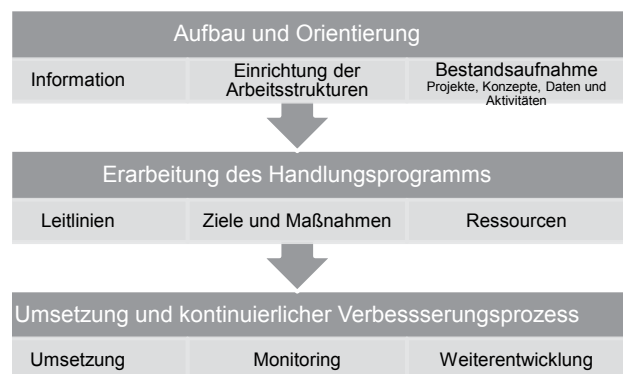 Aufbau und Orientierung
Information
Einrichtung der
Arbeitsstrukturen
Bestandsaufnahme
Projekte, Konzepte, Daten und
Aktivitäten
Erarbeitung des Handlungsprogramms
Leitlinien
Ziele und Maßnahmen
Ressourcen
Umsetzung und kontinuierlicher Verbessserungsprozess
Umsetzung
Monitoring
Weiterentwicklung